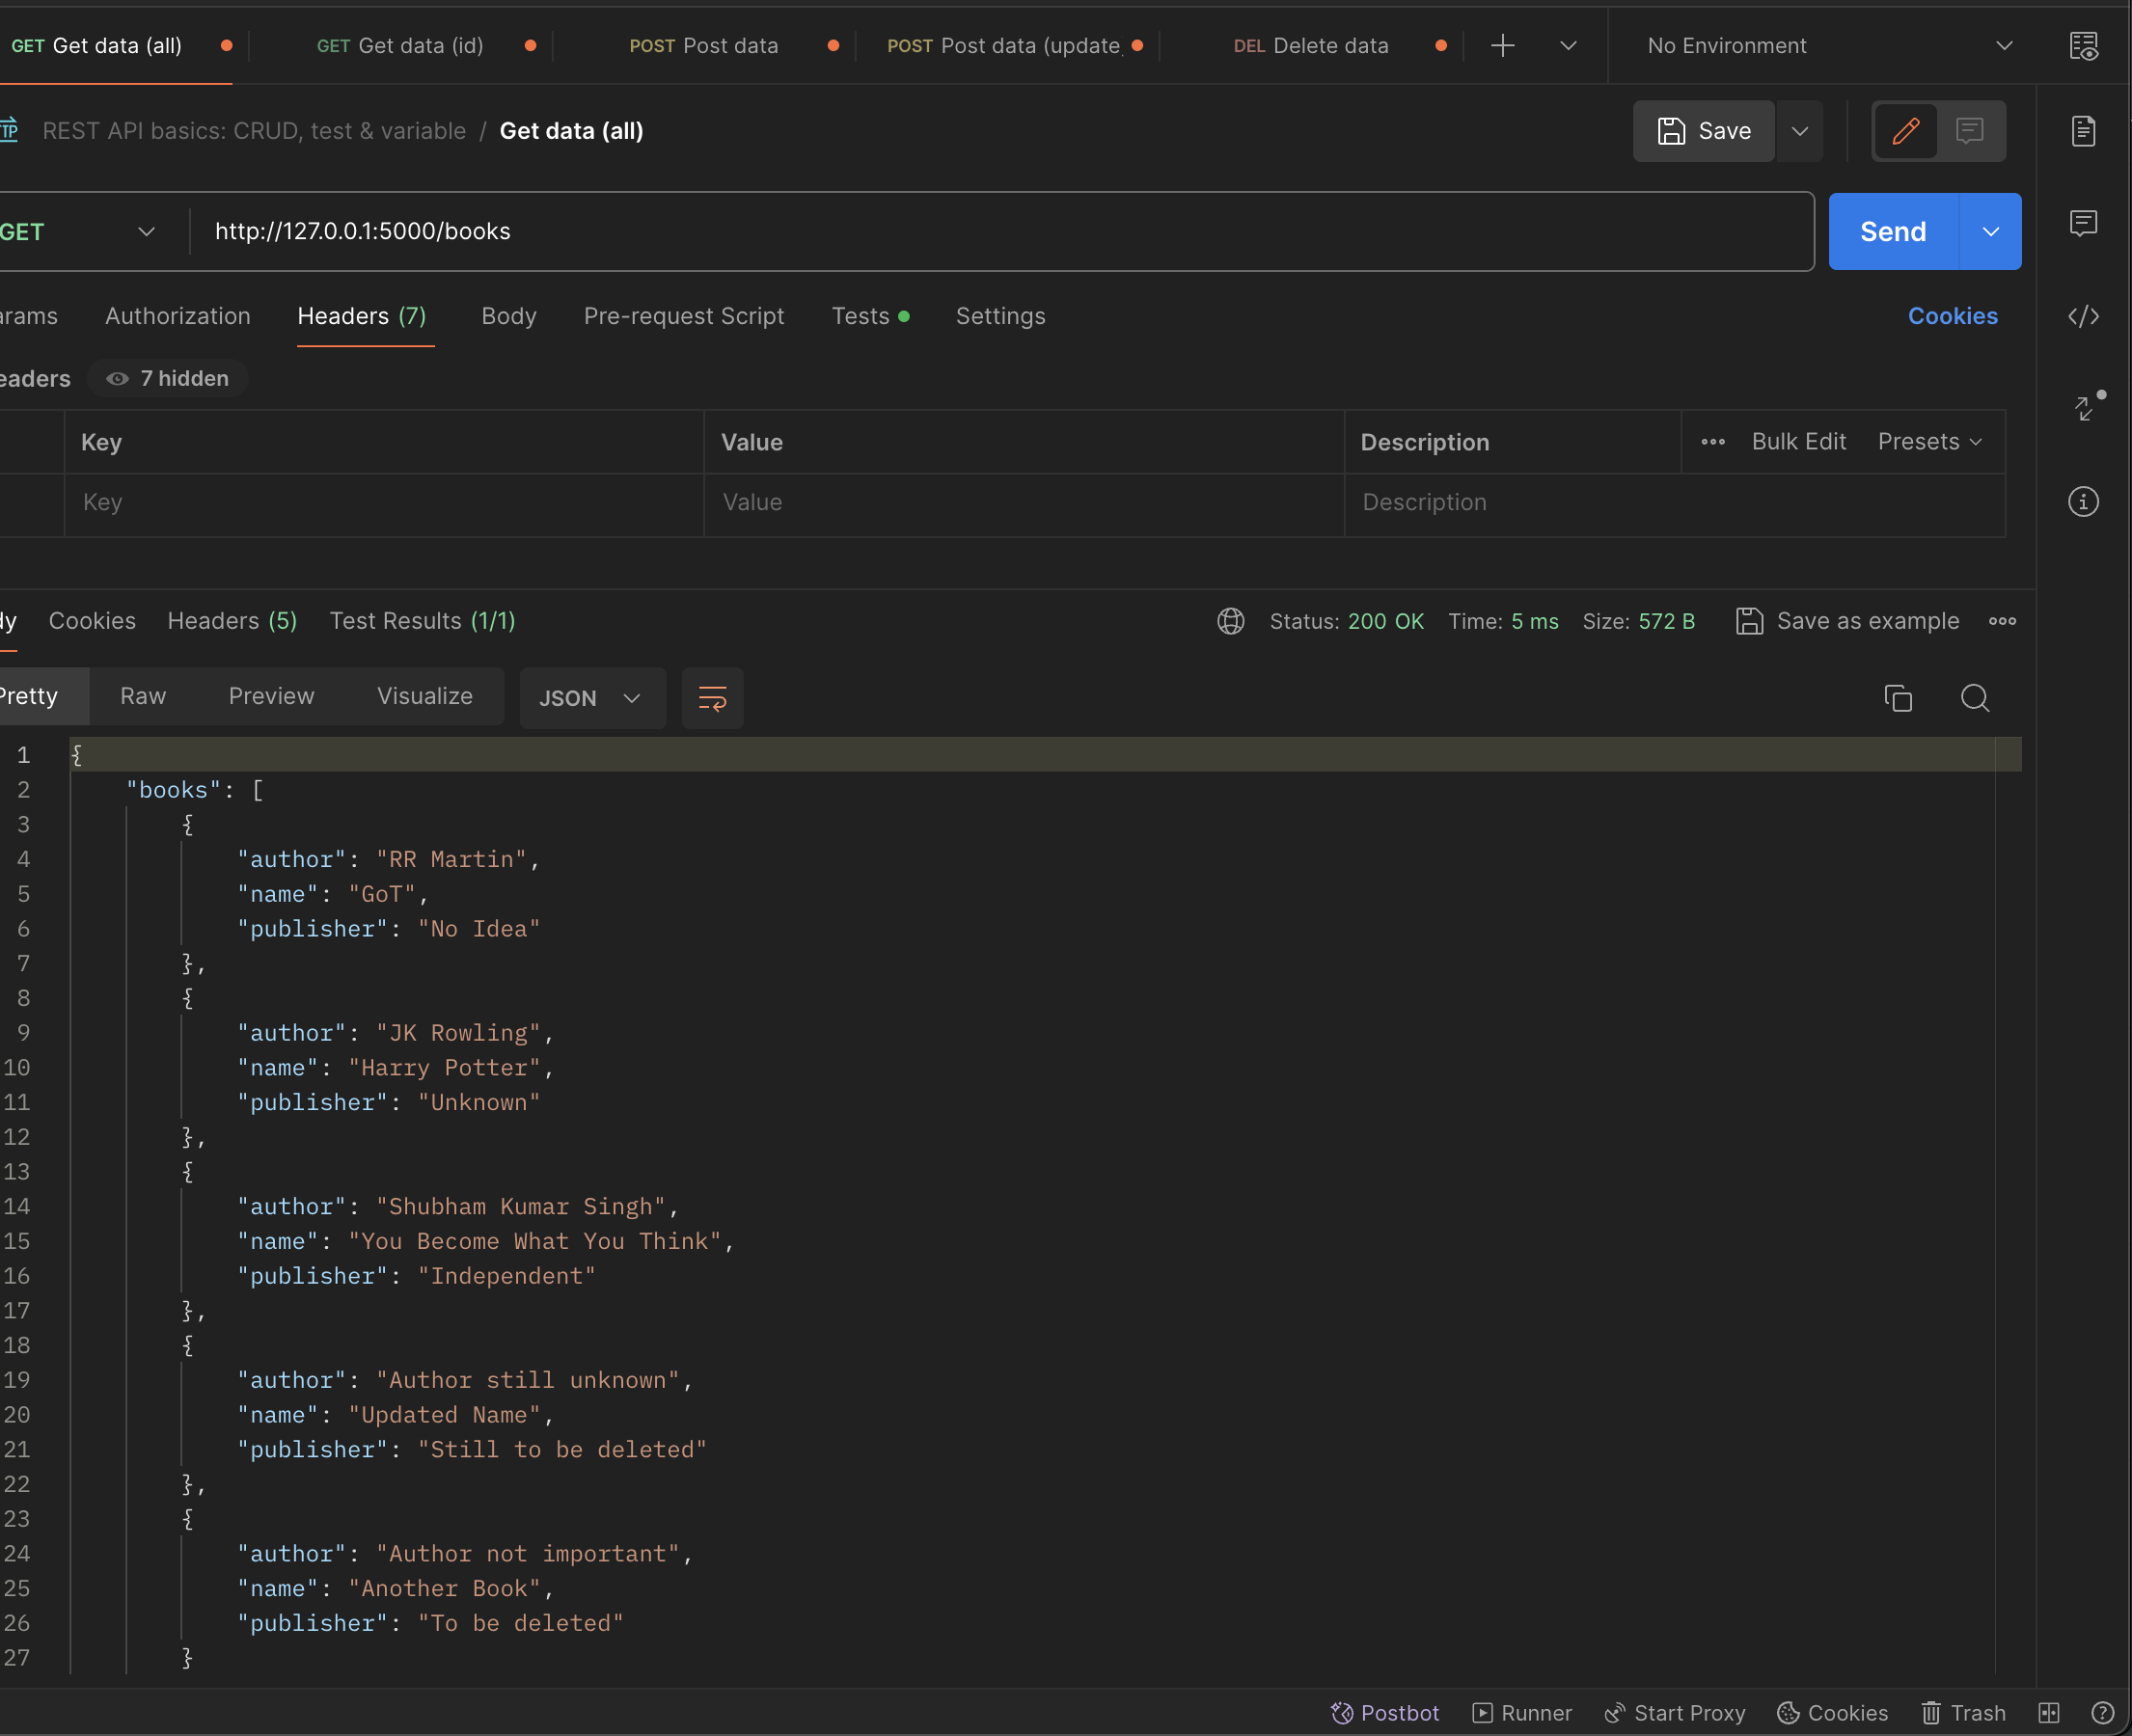 GET Get data (all) GET Get data (id) POST Post data POST Post data (update. DEL Delete data No Environment
REST API basics: CRUD, test & variable / Get data (all) Save
GET http://127.0.0.1:5000/books Send
arams Authorization Headers (7) Body Pre-request Script Tests Settings Cookies
eaders 7 hidden
Key Value Description Bulk Edit Presets
Key Value Description
dy Cookies Headers (5) Test Results (1/1) Status: 200 OK Time: 5 ms Size: 572 B Save as example
Pretty Raw Preview Visualize JSON
1 {
2 "books": [
3 {
4 "author": "RR Martin",
5 "name": "GoT",
6 "publisher": "No Idea"
7 },
8 {
9 "author": "JK Rowling",
10 "name": "Harry Potter",
11 "publisher": "Unknown"
12 },
13 {
14 "author": "Shubham Kumar Singh",
15 "name": "You Become What You Think",
16 "publisher": "Independent"
17 },
18 {
19 "author": "Author still unknown",
20 "name": "Updated Name",
21 "publisher": "Still to be deleted"
22 },
23 {
24 "author": "Author not important",
25 "name": "Another Book",
26 "publisher": "To be deleted"
27 }
Postbot Runner Start Proxy Cookies Trash